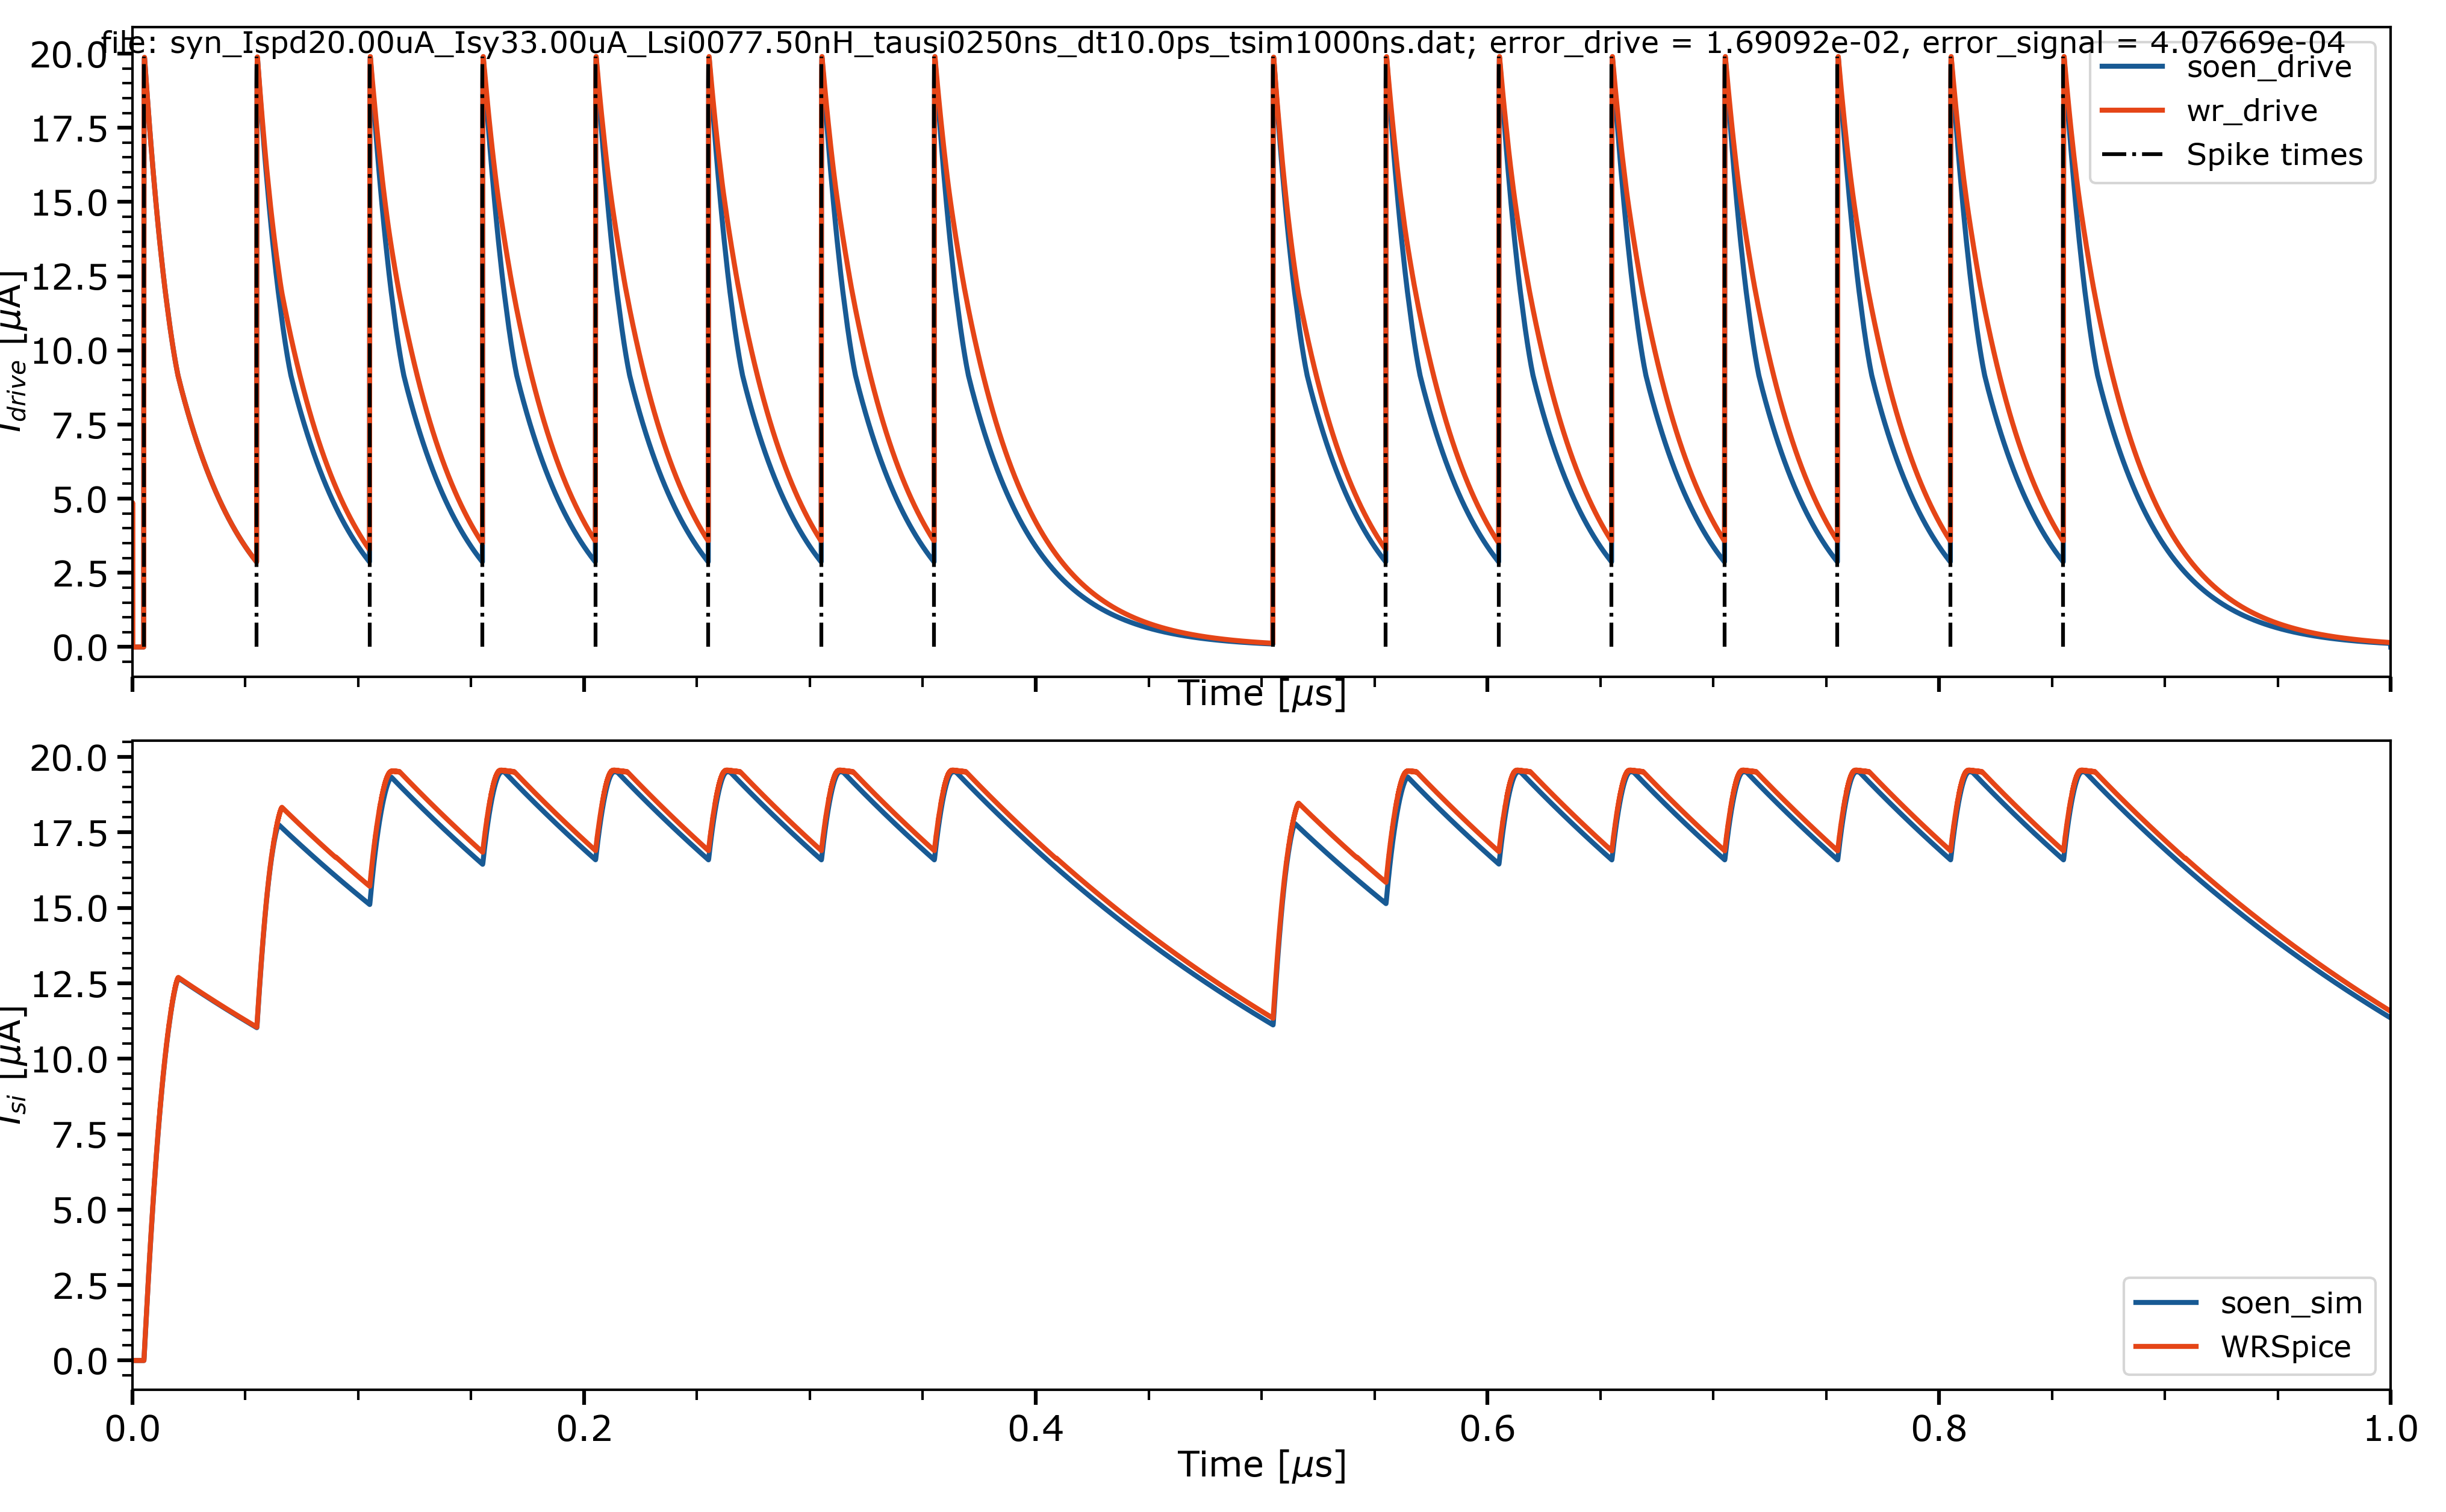 file: syn_Ispd20.00uA_Isy33.00uA_Lsi0077.50nH_tausi0250ns_dt10.0ps_tsim1000ns.dat; error_drive = 1.69092e-02, error_signal = 4.07669e-04
20.0
17.5
15.0
12.5
10.0
7.5
5.0
2.5
0.0
I_drive [μA]
soen_drive
wr_drive
Spike times
Time [μs]
20.0
17.5
15.0
12.5
10.0
7.5
5.0
2.5
0.0
I_si [μA]
soen_sim
WRSpice
0.0 0.2 0.4 0.6 0.8 1.0
Time [μs]